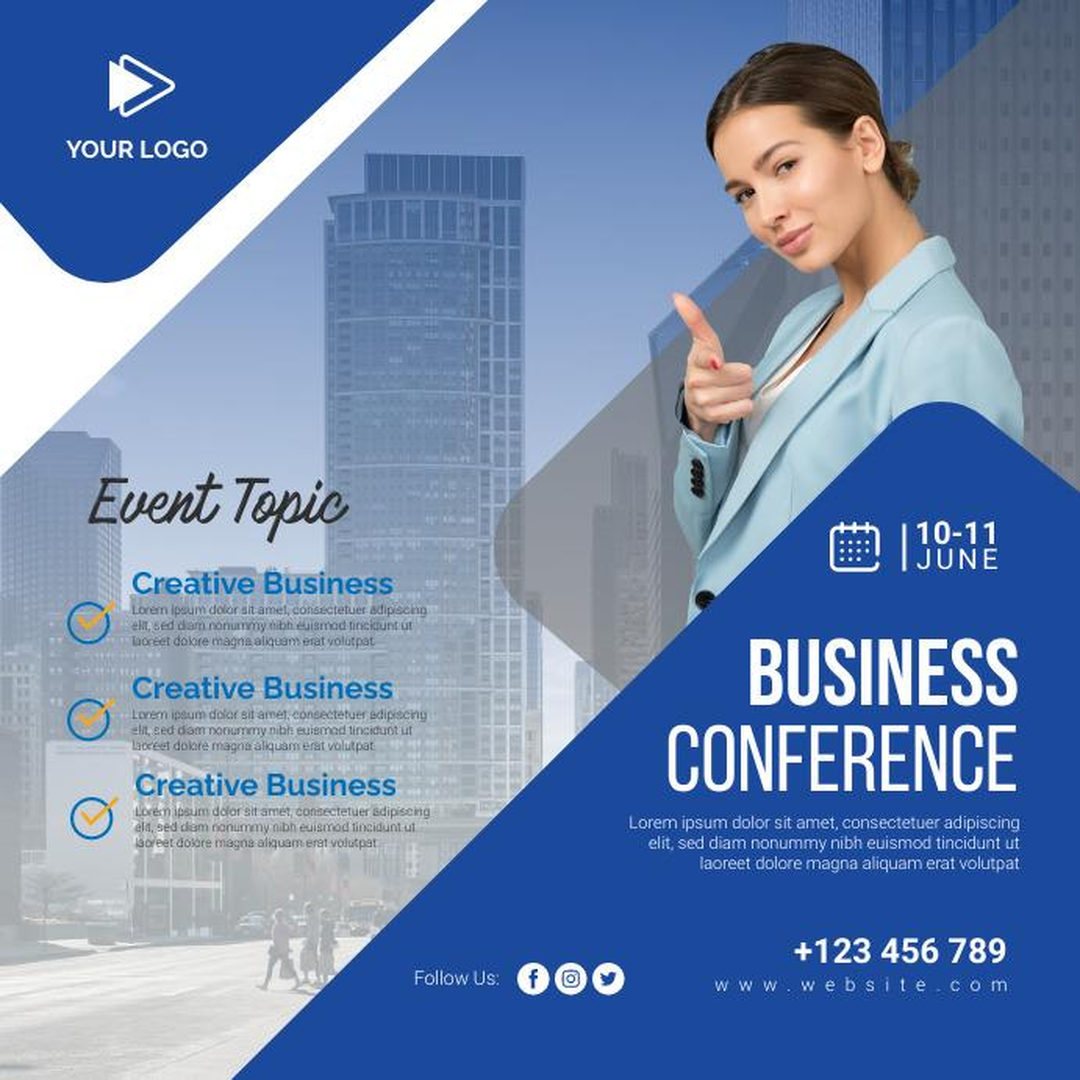 YOUR LOGO
Event Topic
Creative Business
Lorem ipsum dolor sit amet, consectetuer adipiscing
elit, sed diam nonummy nibh euismod tincidunt ut
laoreet dolore magna aliquam erat volutpat.
Creative Business
Lorem ipsum dolor sit amet, consectetuer adipiscing
elit, sed diam nonummy nibh euismod tincidunt ut
laoreet dolore magna aliquam erat volutpat.
Creative Business
Lorem ipsum dolor sit amet, consectetuer adipiscing
elit, sed diam nonummy nibh euismod tincidunt ut
laoreet dolore magna aliquam erat volutpat.
10-11
JUNE
BUSINESS
CONFERENCE
Lorem ipsum dolor sit amet, consectetuer adipiscing
elit, sed diam nonummy nibh euismod tincidunt ut
laoreet dolore magna aliquam erat volutpat
Follow Us:
+123 456 789
www.website.com